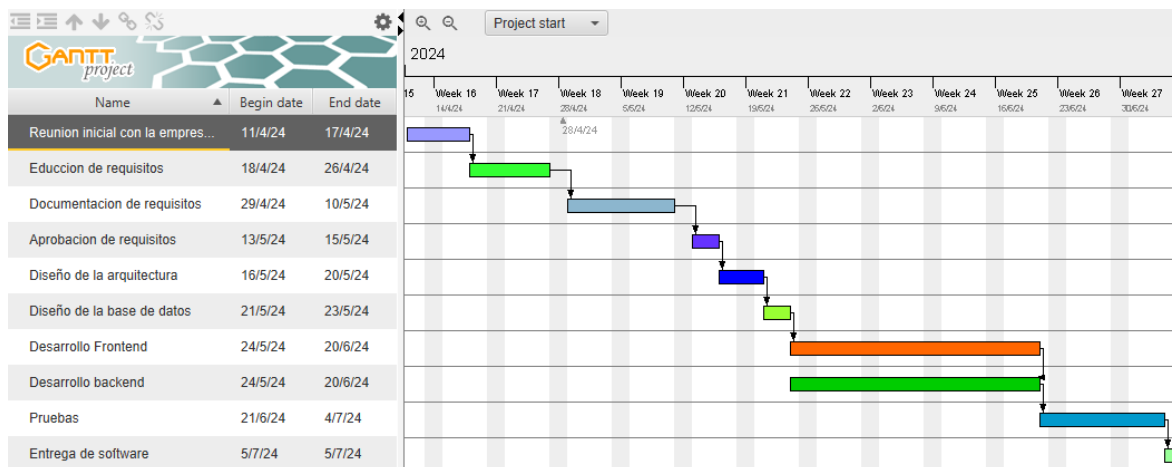 Project start
GANTT
project
2024
15 Week 16 Week 17 Week 18 Week 19 Week 20 Week 21 Week 22 Week 23 Week 24 Week 25 Week 26 Week 27
14/4/24 21/4/24 28/4/24 5/5/24 12/5/24 19/5/24 26/5/24 2/6/24 9/6/24 16/6/24 23/6/24 30/6/24
Name Begin date End date
28/4/24
Reunion inicial con la empres... 11/4/24 17/4/24
Educcion de requisitos 18/4/24 26/4/24
Documentacion de requisitos 29/4/24 10/5/24
Aprobacion de requisitos 13/5/24 15/5/24
Diseño de la arquitectura 16/5/24 20/5/24
Diseño de la base de datos 21/5/24 23/5/24
Desarrollo Frontend 24/5/24 20/6/24
Desarrollo backend 24/5/24 20/6/24
Pruebas 21/6/24 4/7/24
Entrega de software 5/7/24 5/7/24